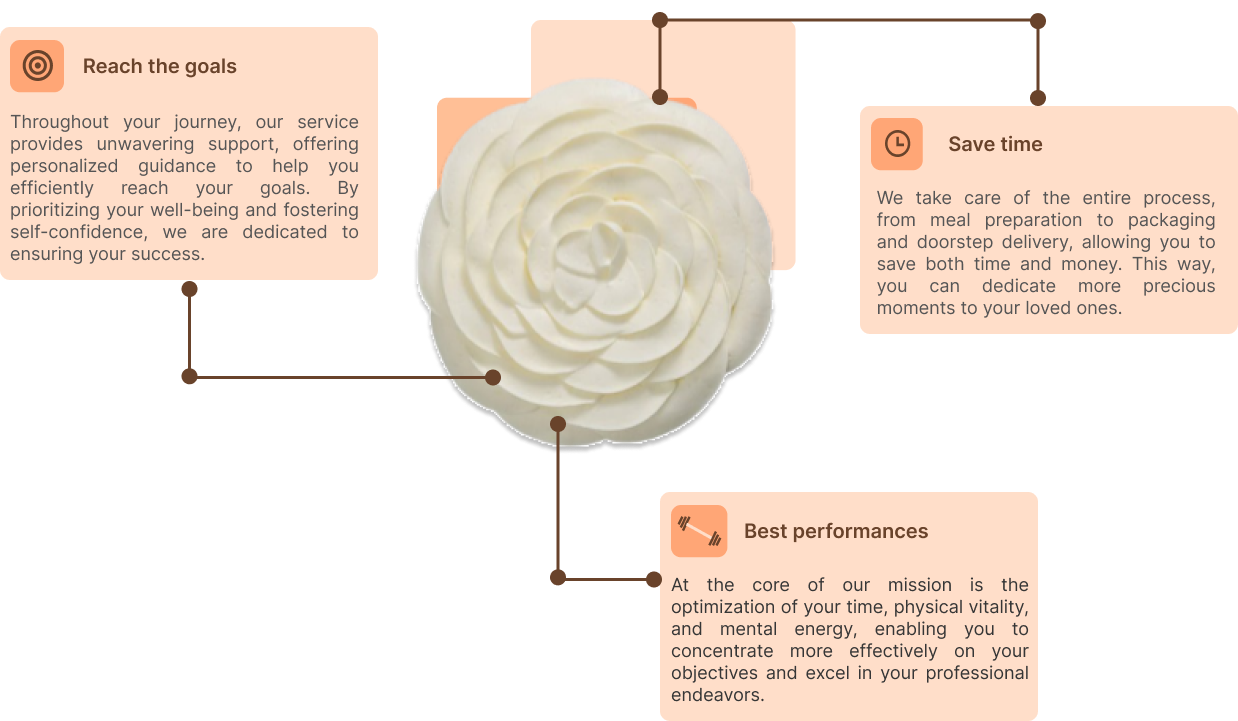 Reach the goals
Throughout your journey, our service
provides unwavering support, offering
personalized guidance to help you
efficiently reach your goals. By
prioritizing your well-being and fostering
self-confidence, we are dedicated to
ensuring your success.
Save time
We take care of the entire process,
from meal preparation to packaging
and doorstep delivery, allowing you to
save both time and money. This way,
you can dedicate more precious
moments to your loved ones.
Best performances
At the core of our mission is the
optimization of your time, physical vitality,
and mental energy, enabling you to
concentrate more effectively on your
objectives and excel in your professional
endeavors.